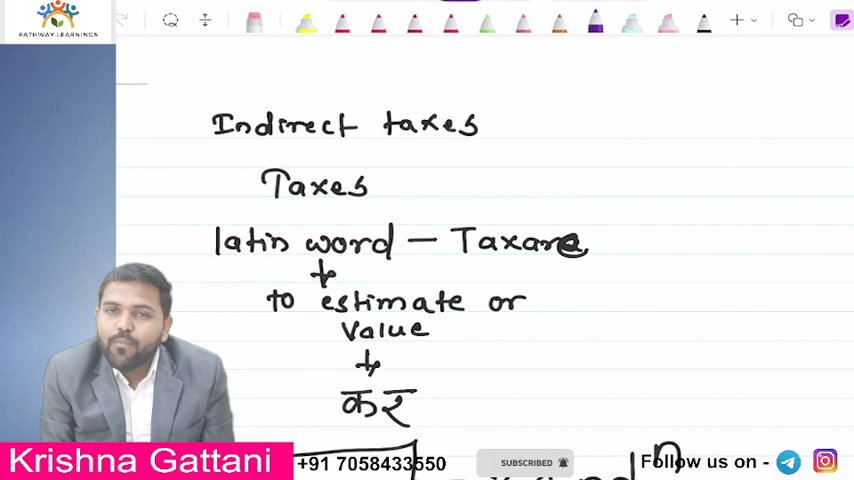 PATHWAY LEARNINGS
Indirect taxes
Taxes
latin word - Taxare
to estimate or
value
कर
Krishna Gattani
+91 7058433550
SUBSCRIBED
Follow us on -